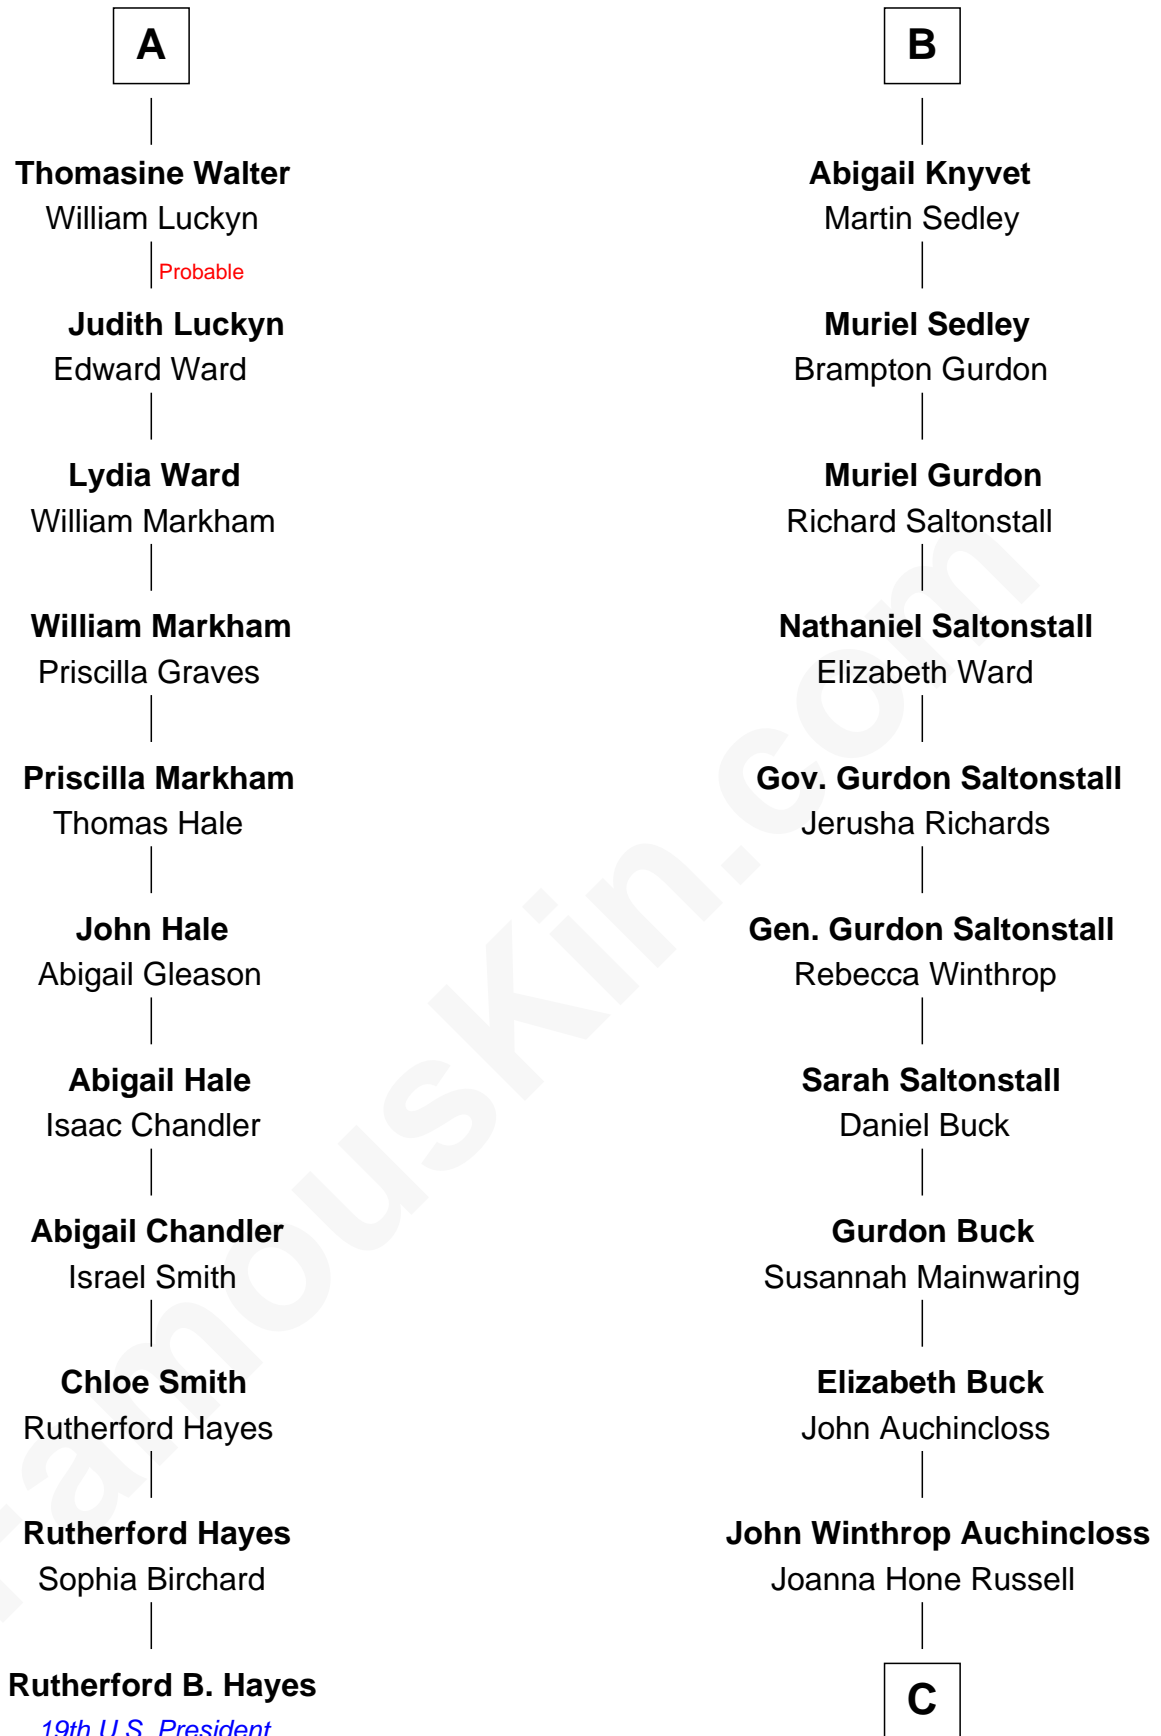 A
Thomasine Walter
William Luckyn
Probable
Judith Luckyn
Edward Ward
Lydia Ward
William Markham
William Markham
Priscilla Graves
Priscilla Markham
Thomas Hale
John Hale
Abigail Gleason
Abigail Hale
Isaac Chandler
Abigail Chandler
Israel Smith
Chloe Smith
Rutherford Hayes
Rutherford Hayes
Sophia Birchard
Rutherford B. Hayes
19th U.S. President
B
Abigail Knyvet
Martin Sedley
Muriel Sedley
Brampton Gurdon
Muriel Gurdon
Richard Saltonstall
Nathaniel Saltonstall
Elizabeth Ward
Gov. Gurdon Saltonstall
Jerusha Richards
Gen. Gurdon Saltonstall
Rebecca Winthrop
Sarah Saltonstall
Daniel Buck
Gurdon Buck
Susannah Mainwaring
Elizabeth Buck
John Auchincloss
John Winthrop Auchincloss
Joanna Hone Russell
C
FamousKin.com